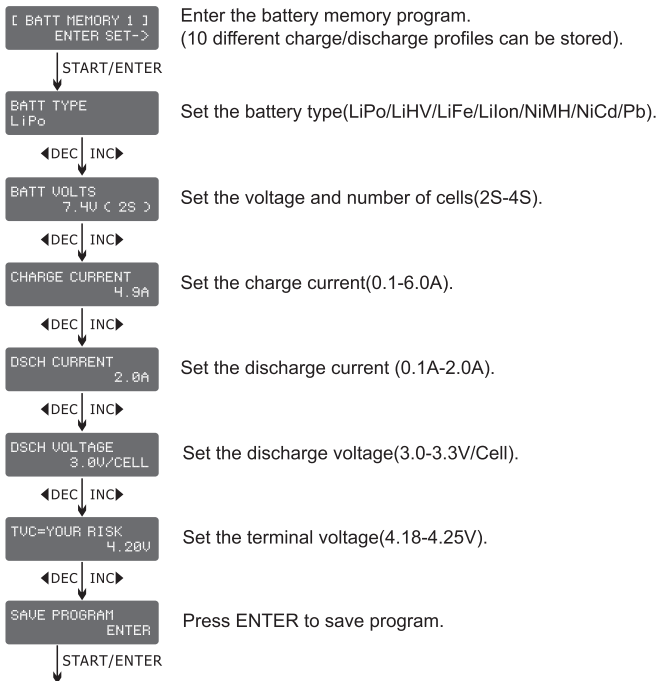 [ BATT MEMORY 1 ]
ENTER SET->
Enter the battery memory program.
(10 different charge/discharge profiles can be stored).
START/ENTER
BATT TYPE
LiPo
Set the battery type(LiPo/LiHV/LiFe/LiIon/NiMH/NiCd/Pb).
◀DEC INC▶
BATT VOLTS
7.4V ( 2S )
Set the voltage and number of cells(2S-4S).
◀DEC INC▶
CHARGE CURRENT
4.9A
Set the charge current(0.1-6.0A).
◀DEC INC▶
DSCH CURRENT
2.0A
Set the discharge current (0.1A-2.0A).
◀DEC INC▶
DSCH VOLTAGE
3.0V/CELL
Set the discharge voltage(3.0-3.3V/Cell).
◀DEC INC▶
TVC=YOUR RISK
4.20V
Set the terminal voltage(4.18-4.25V).
◀DEC INC▶
SAVE PROGRAM
ENTER
Press ENTER to save program.
START/ENTER